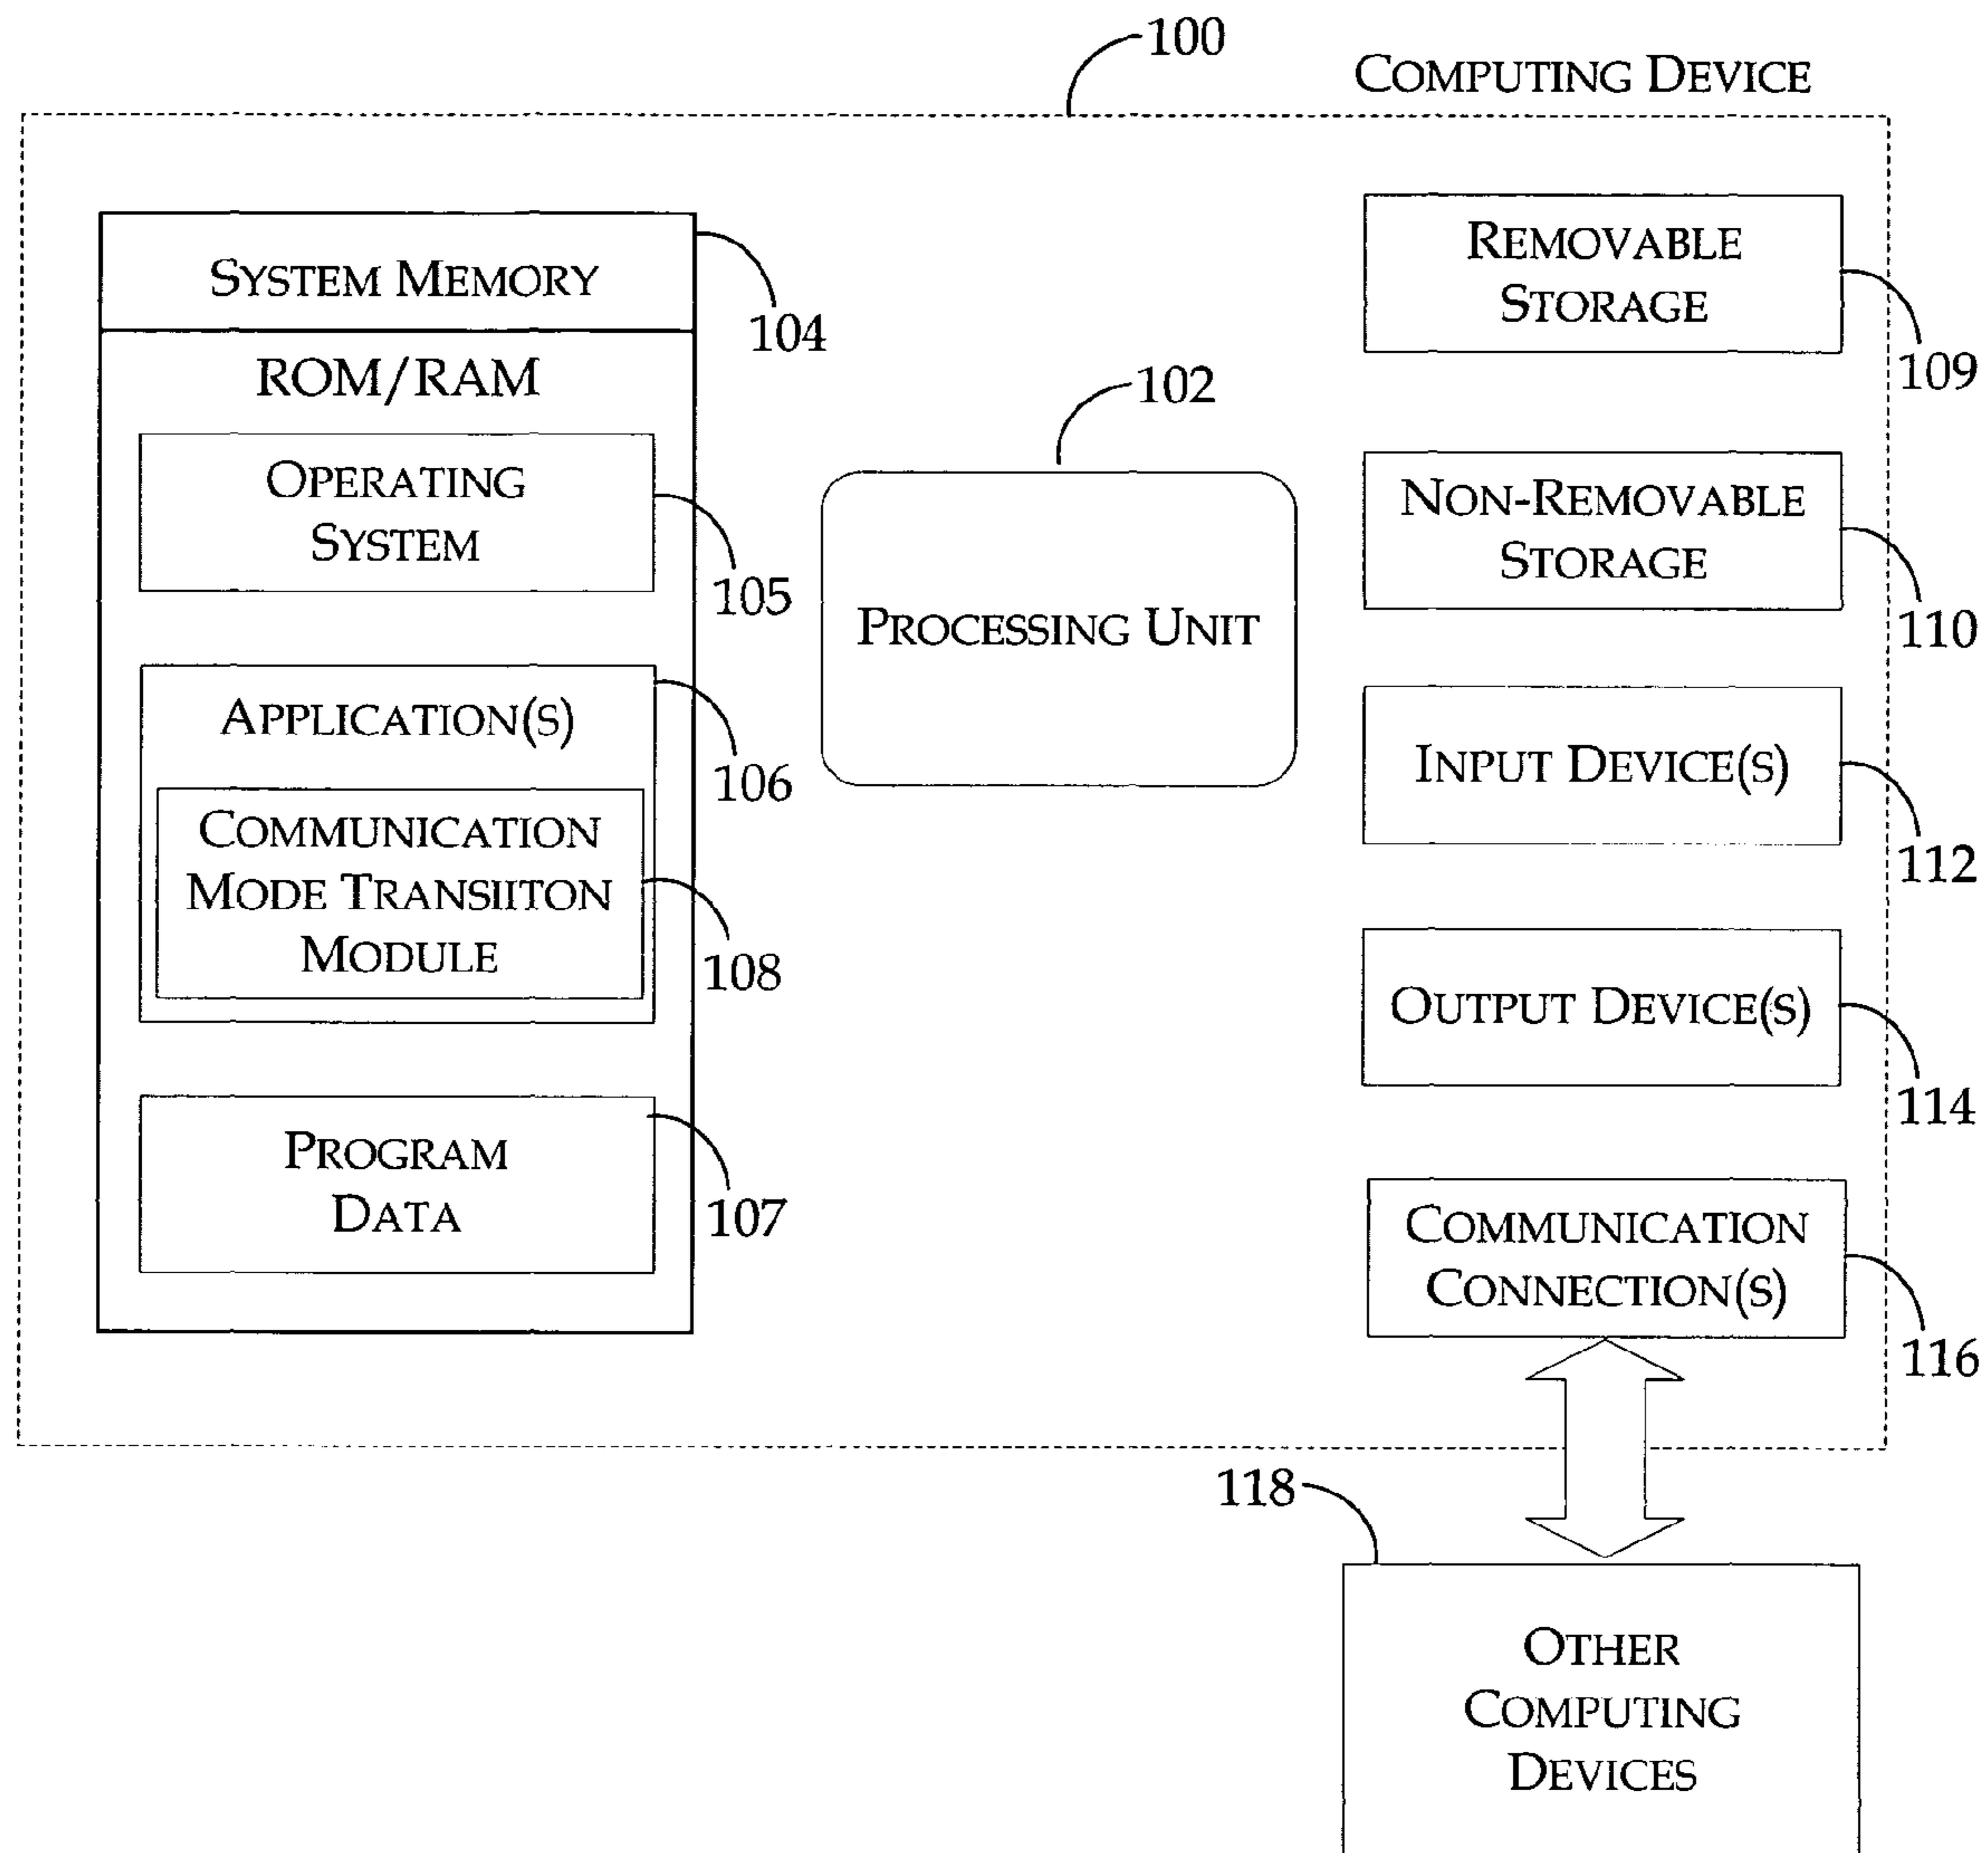 100
COMPUTING DEVICE
SYSTEM MEMORY
104
ROM/RAM
OPERATING
SYSTEM
105
APPLICATION(S)
106
COMMUNICATION
MODE TRANSIITON
MODULE
108
PROGRAM
DATA
107
102
PROCESSING UNIT
REMOVABLE
STORAGE
109
NON-REMOVABLE
STORAGE
110
INPUT DEVICE(S)
112
OUTPUT DEVICE(S)
114
COMMUNICATION
CONNECTION(S)
116
118
OTHER
COMPUTING
DEVICES